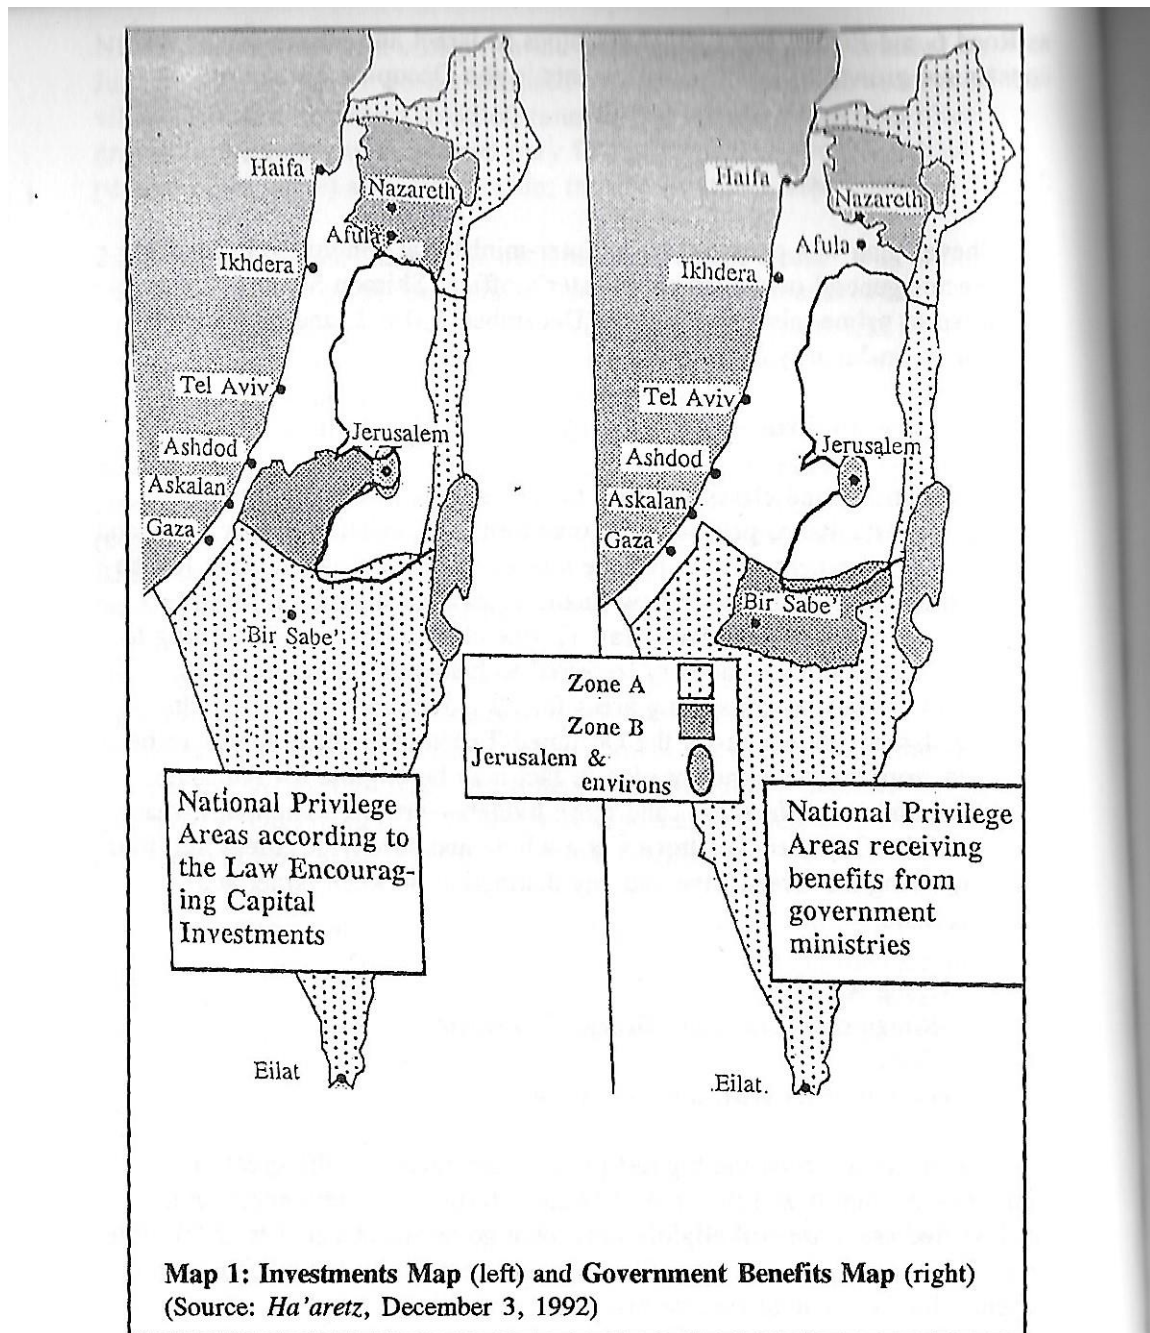 Haifa
Nazareth
Afula
Ikhdera
Tel Aviv
Jerusalem
Ashdod
Askalan
Gaza
Bir Sabe'
Eilat
National Privilege
Areas according to
the Law Encourag-
ing Capital
Investments
Haifa
Nazareth
Afula
Ikhdera
Tel Aviv
Jerusalem
Ashdod
Askalan
Gaza
Bir Sabe'
Eilat
Zone A
Zone B
Jerusalem &
environs
National Privilege
Areas receiving
benefits from
government
ministries
Map 1: Investments Map (left) and Government Benefits Map (right)
(Source: Ha'aretz, December 3, 1992)